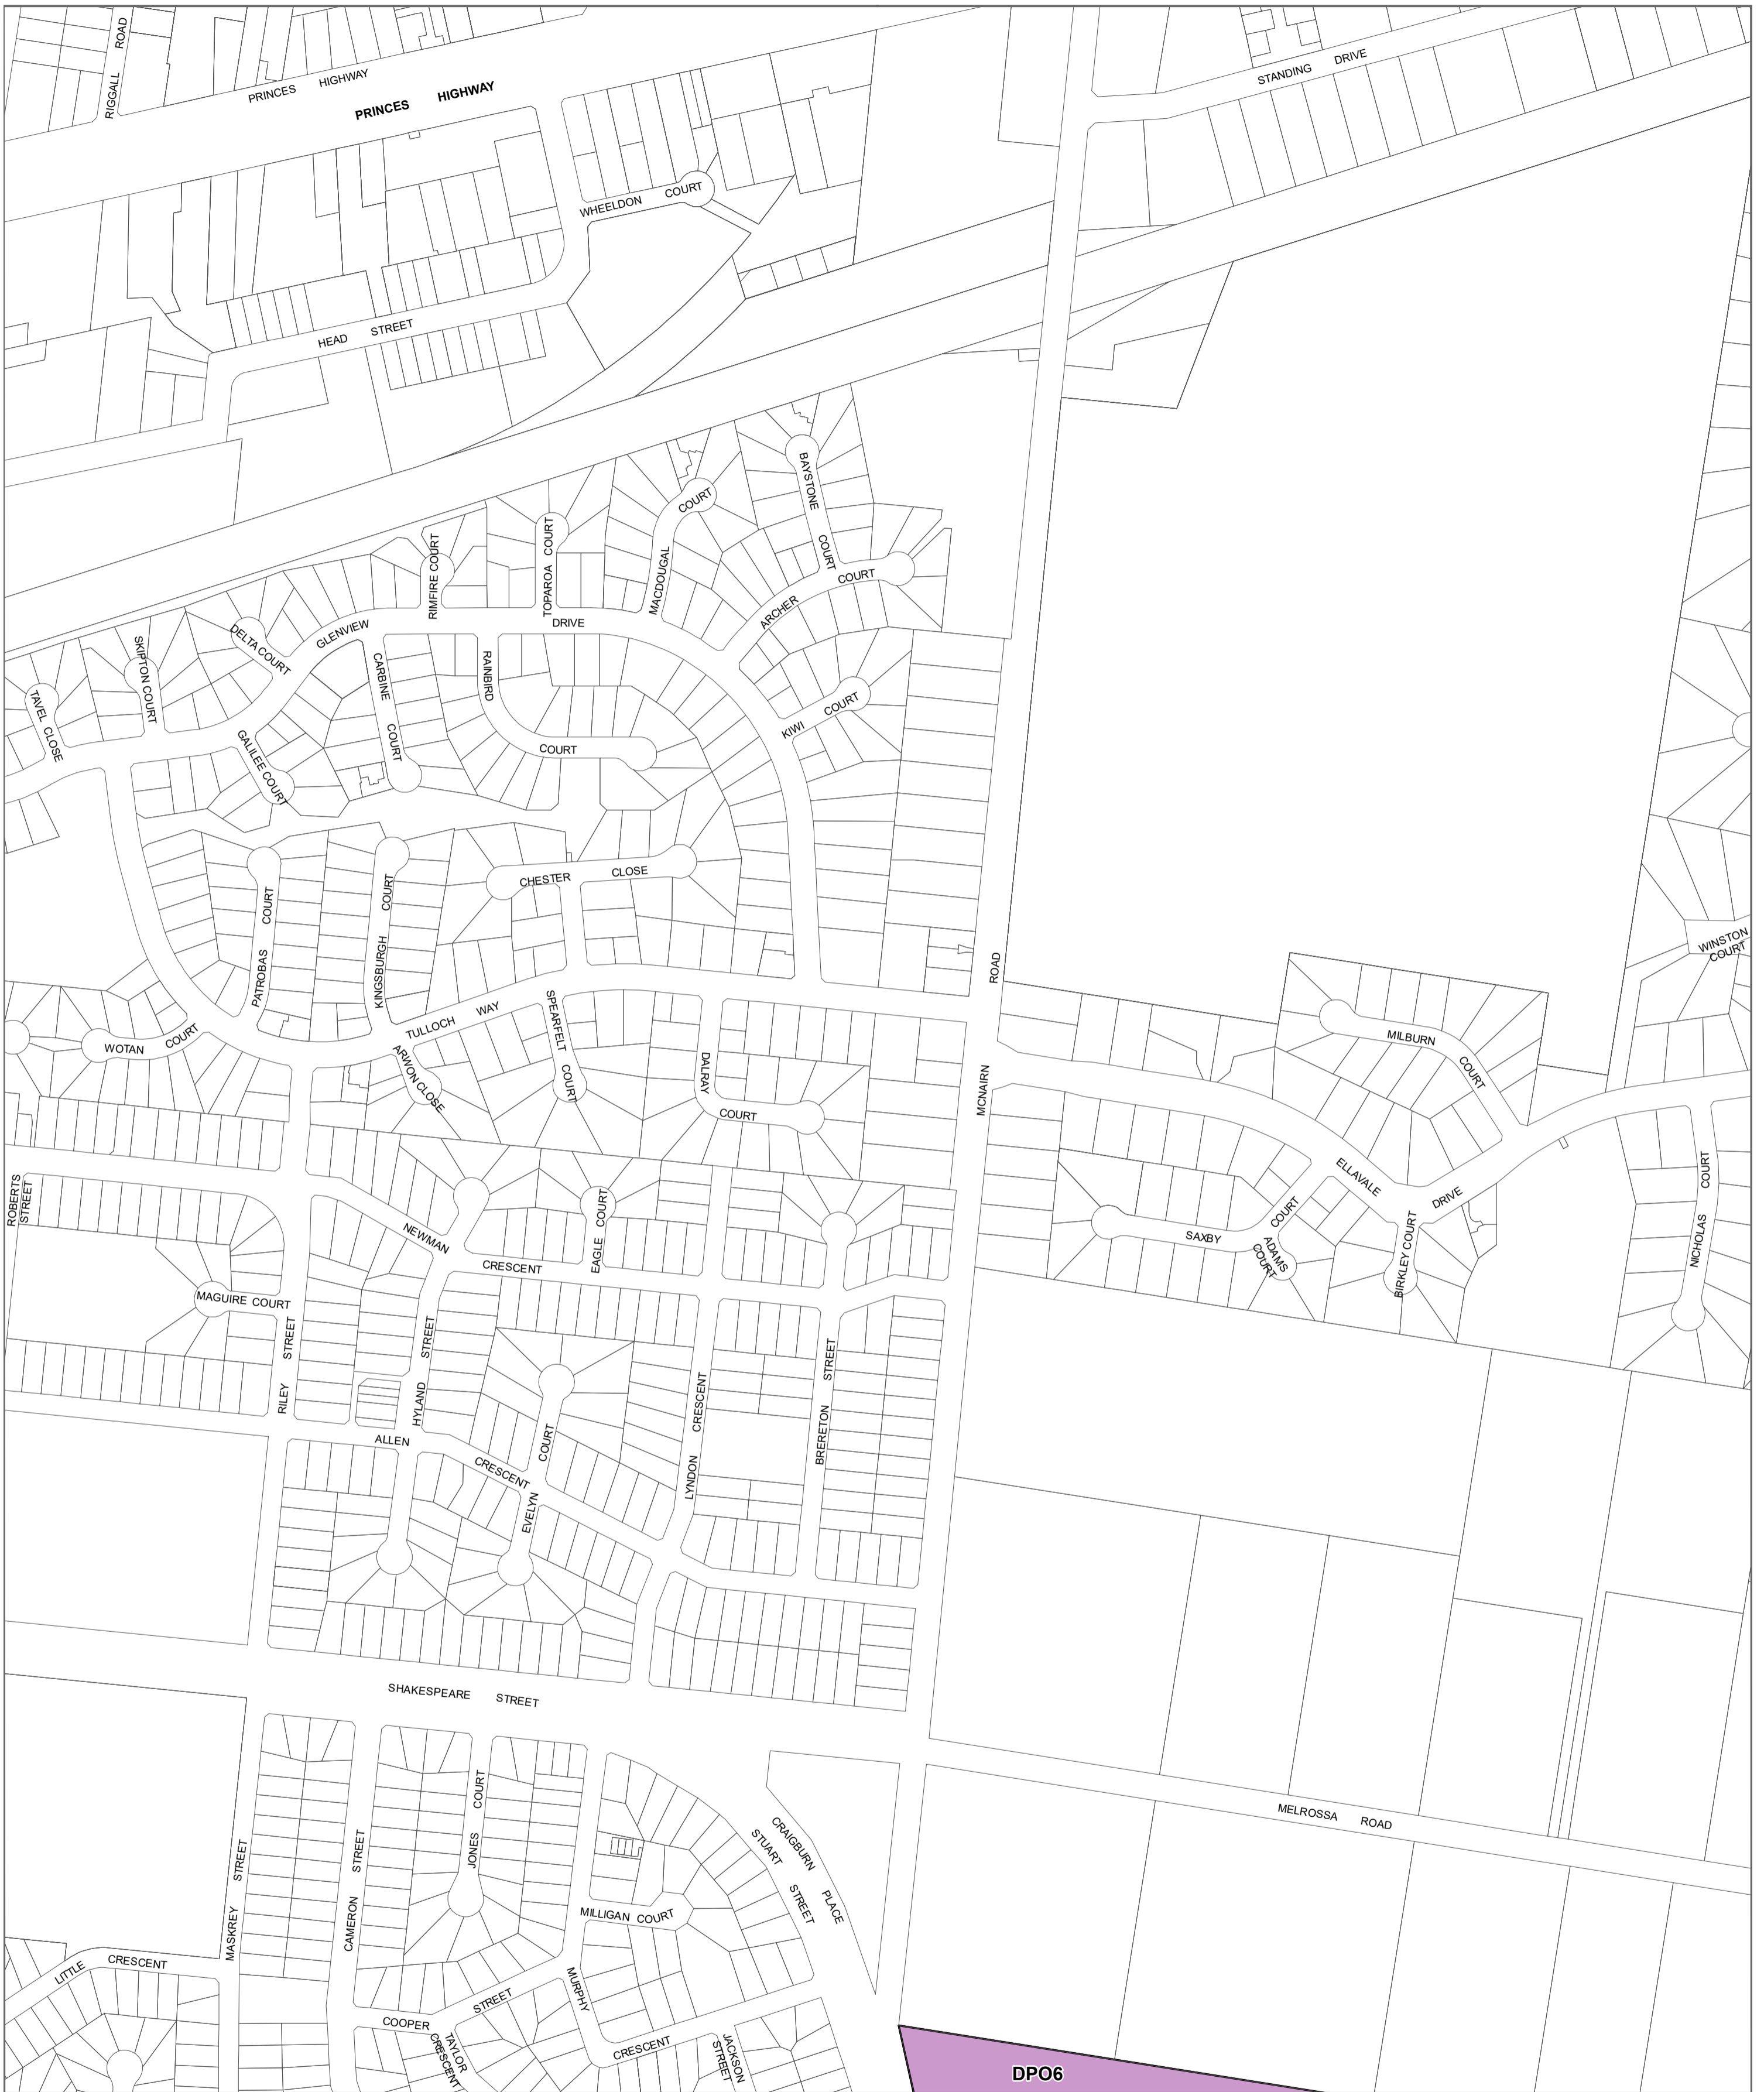 RIGGALL ROAD
PRINCES HIGHWAY
PRINCES HIGHWAY
STANDING DRIVE
WHEELDON COURT
HEAD STREET
BAYSTONE COURT
MACDOUGAL COURT
TOPAROA COURT
RIMFIRE COURT
ARCHER COURT
GLENVIEW DRIVE
DELTA COURT
SKIPTON COURT
TAVEL CLOSE
CARBINE COURT
RAINBIRD COURT
KIWI COURT
GALILEE COURT
CHESTER CLOSE
PATROBAS COURT
KINGSBURGH COURT
WINSTON
COURT
MCNAIRN ROAD
TULLOCH WAY
WOTAN COURT
ARWON CLOSE
SPEARFELT COURT
DALRAY COURT
MILBURN COURT
ELLAVALE DRIVE
ROBERTS
STREET
NEWMAN CRESCENT
EAGLE COURT
SAXBY COURT
ADAMS
COURT
BIRKLEY COURT
NICHOLAS COURT
MAGUIRE COURT
RILEY STREET
HYLAND STREET
LYNDON CRESCENT
BRERETON STREET
ALLEN CRESCENT
EVELYN COURT
SHAKESPEARE STREET
MELROSSA ROAD
MASKREY STREET
CAMERON STREET
JONES COURT
STUART STREET
CRAIGBURN PLACE
MILLIGAN COURT
LITTLE CRESCENT
COOPER STREET
MURPHY CRESCENT
TAYLOR
CRESCENT
JACKSON
STREET
DPO6